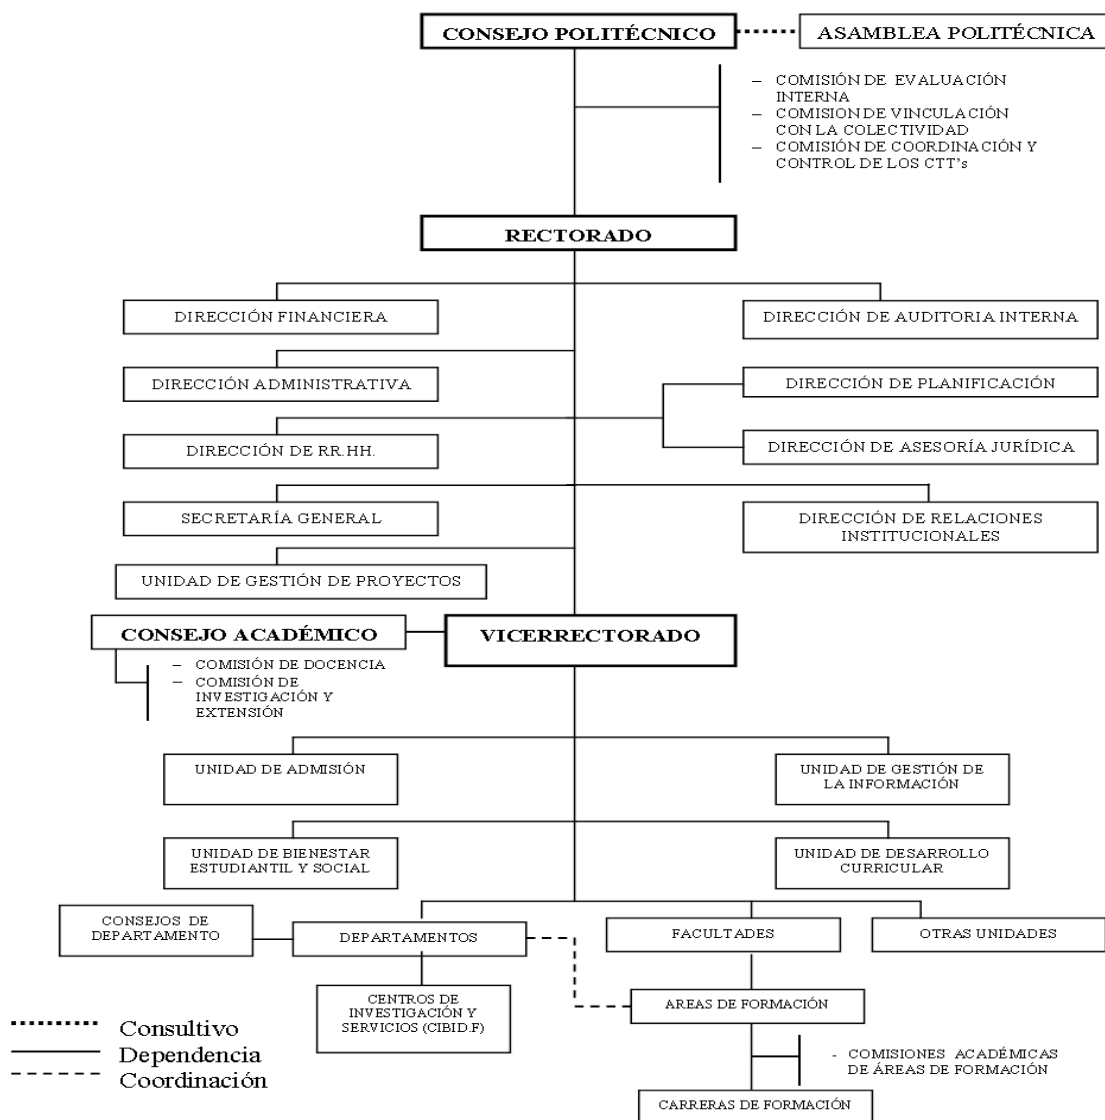 CONSEJO POLITÉCNICO
ASAMBLEA POLITÉCNICA
– COMISIÓN DE EVALUACIÓN
INTERNA
– COMISION DE VINCULACIÓN
CON LA COLECTIVIDAD
– COMISIÓN DE COORDINACIÓN Y
CONTROL DE LOS CTT's
RECTORADO
DIRECCIÓN FINANCIERA
DIRECCIÓN DE AUDITORIA INTERNA
DIRECCIÓN ADMINISTRATIVA
DIRECCIÓN DE PLANIFICACIÓN
DIRECCIÓN DE RR.HH.
DIRECCIÓN DE ASESORÍA JURÍDICA
SECRETARÍA GENERAL
DIRECCIÓN DE RELACIONES
INSTITUCIONALES
UNIDAD DE GESTIÓN DE PROYECTOS
CONSEJO ACADÉMICO
VICERRECTORADO
– COMISIÓN DE DOCENCIA
– COMISIÓN DE
INVESTIGACIÓN Y
EXTENSIÓN
UNIDAD DE ADMISIÓN
UNIDAD DE GESTIÓN DE
LA INFORMACIÓN
UNIDAD DE BIENESTAR
ESTUDIANTIL Y SOCIAL
UNIDAD DE DESARROLLO
CURRICULAR
CONSEJOS DE
DEPARTAMENTO
DEPARTAMENTOS
FACULTADES
OTRAS UNIDADES
CENTROS DE
INVESTIGACIÓN Y
SERVICIOS (CIBID.F)
AREAS DE FORMACIÓN
- COMISIONES ACADÉMICAS
DE ÁREAS DE FORMACIÓN
CARRERAS DE FORMACIÓN
Consultivo
Dependencia
Coordinación